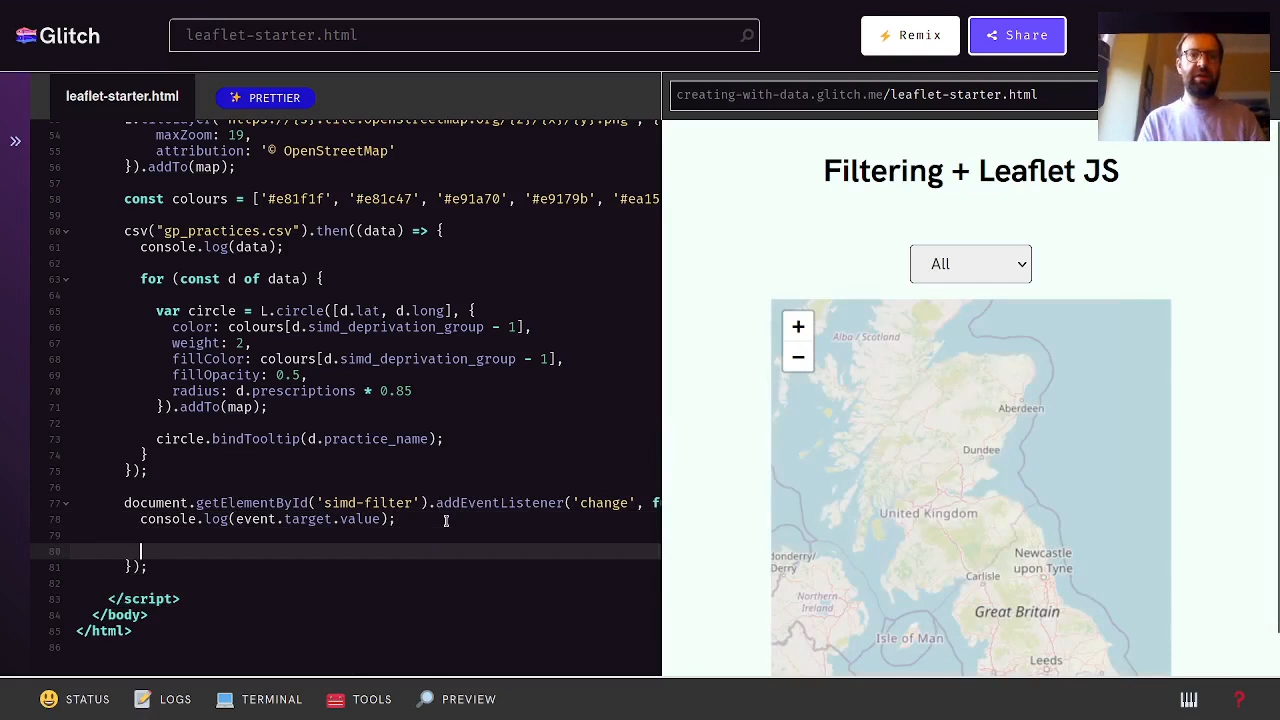 Glitch
leaflet-starter.html
Remix
Share
leaflet-starter.html
PRETTIER
creating-with-data.glitch.me/leaflet-starter.html
54 maxZoom: 19,
55 attribution: '© OpenStreetMap'
56 }).addTo(map);
57
58 const colours = ['#e81f1f', '#e81c47', '#e91a70', '#e9179b', '#ea15
59
60 csv("gp_practices.csv").then((data) => {
61 console.log(data);
62
63 for (const d of data) {
64
65 var circle = L.circle([d.lat, d.long], {
66 color: colours[d.simd_deprivation_group - 1],
67 weight: 2,
68 fillColor: colours[d.simd_deprivation_group - 1],
69 fillOpacity: 0.5,
70 radius: d.prescriptions * 0.85
71 }).addTo(map);
72
73 circle.bindTooltip(d.practice_name);
74 }
75 });
76
77 document.getElementById('simd-filter').addEventListener('change', f
78 console.log(event.target.value);
79
80
81 });
82
83 </script>
84 </body>
85 </html>
86
Filtering + Leaflet JS
All
+
−
Alba / Scotland
Aberdeen
Dundee
United Kingdom
Newcastle
upon Tyne
donderry/
Derry
Carlisle
Northern
Ireland
Great Britain
Isle of Man
Leeds
STATUS
LOGS
TERMINAL
TOOLS
PREVIEW
?